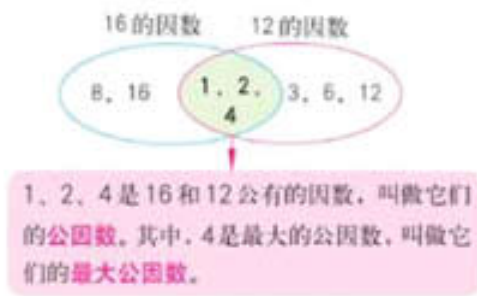 16的因数 12的因数
8，16 1，2， 3，6，12
4
1、2、4是16和12公有的因数，叫做它们
的公因数。其中，4是最大的公因数，叫做它
们的最大公因数。